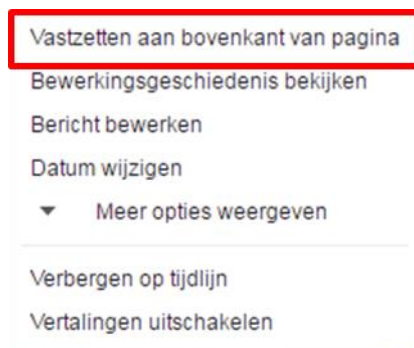 Vastzetten aan bovenkant van pagina
Bewerkingsgeschiedenis bekijken
Bericht bewerken
Datum wijzigen
Meer opties weergeven
Verbergen op tijdlijn
Vertalingen uitschakelen